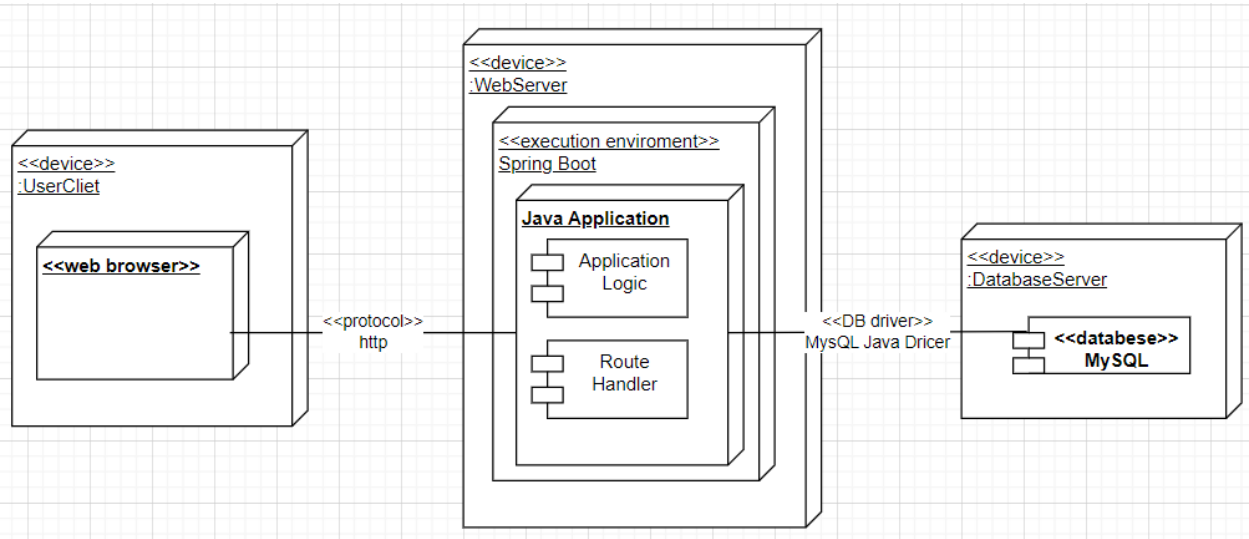 <<device>>
:UserCliet
<<web browser>>
<<protocol>>
http
<<device>>
:WebServer
<<execution enviroment>>
Spring Boot
Java Application
Application
Logic
Route
Handler
<<DB driver>>
MysQL Java Dricer
<<device>>
:DatabaseServer
<<databese>>
MySQL